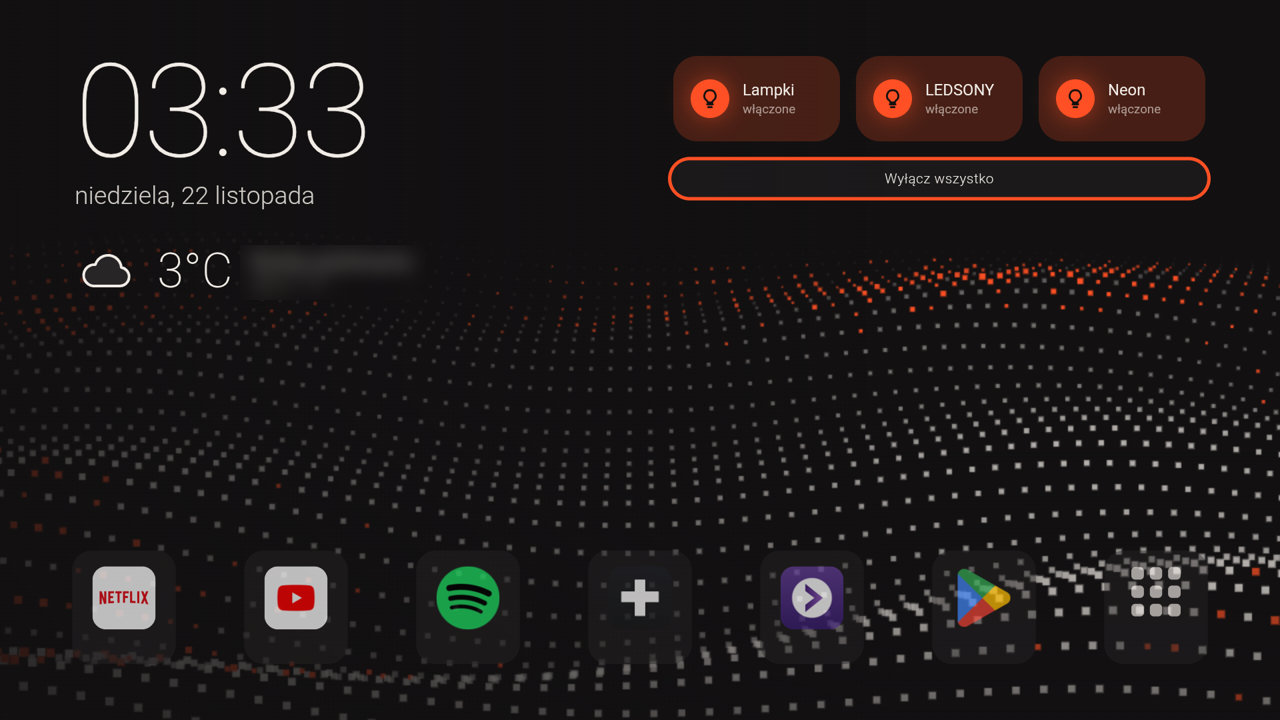 03:33
niedziela, 22 listopada
3°C
Lampki
włączone
LEDSONY
włączone
Neon
włączone
Wyłącz wszystko
NETFLIX